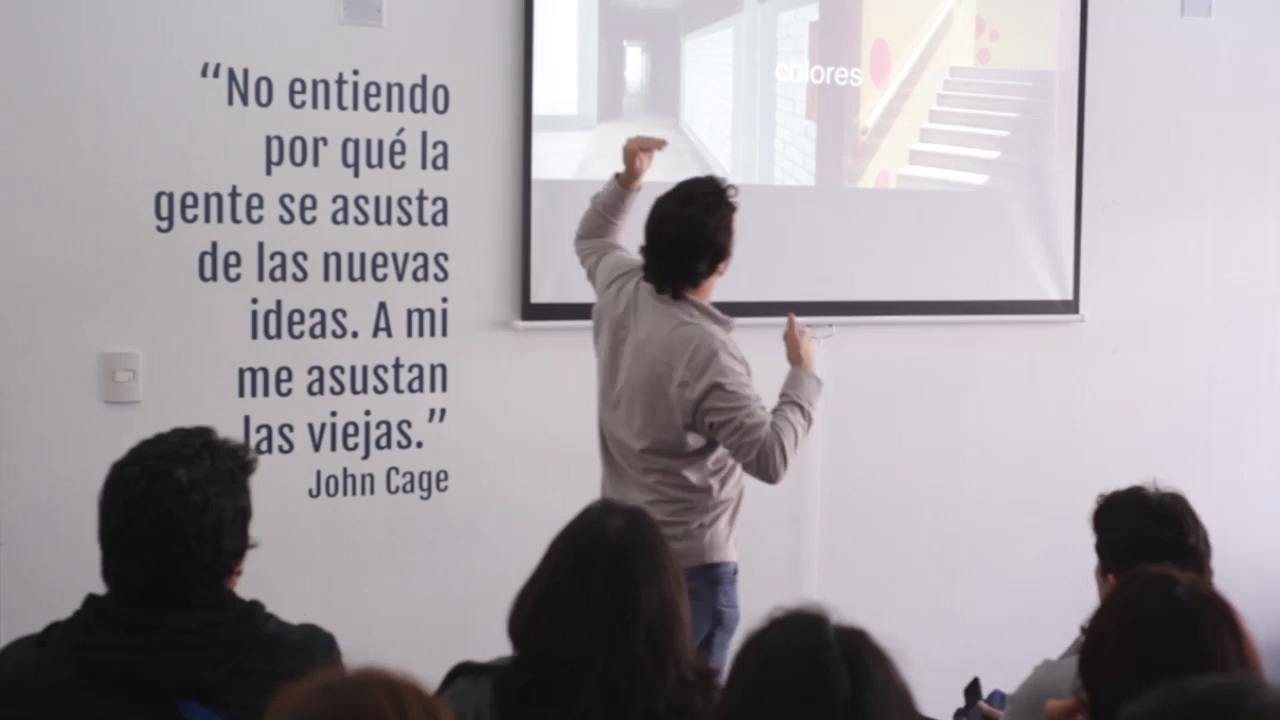 “No entiendo
por qué la
gente se asusta
de las nuevas
ideas. A mi
me asustan
las viejas.”
John Cage
colores